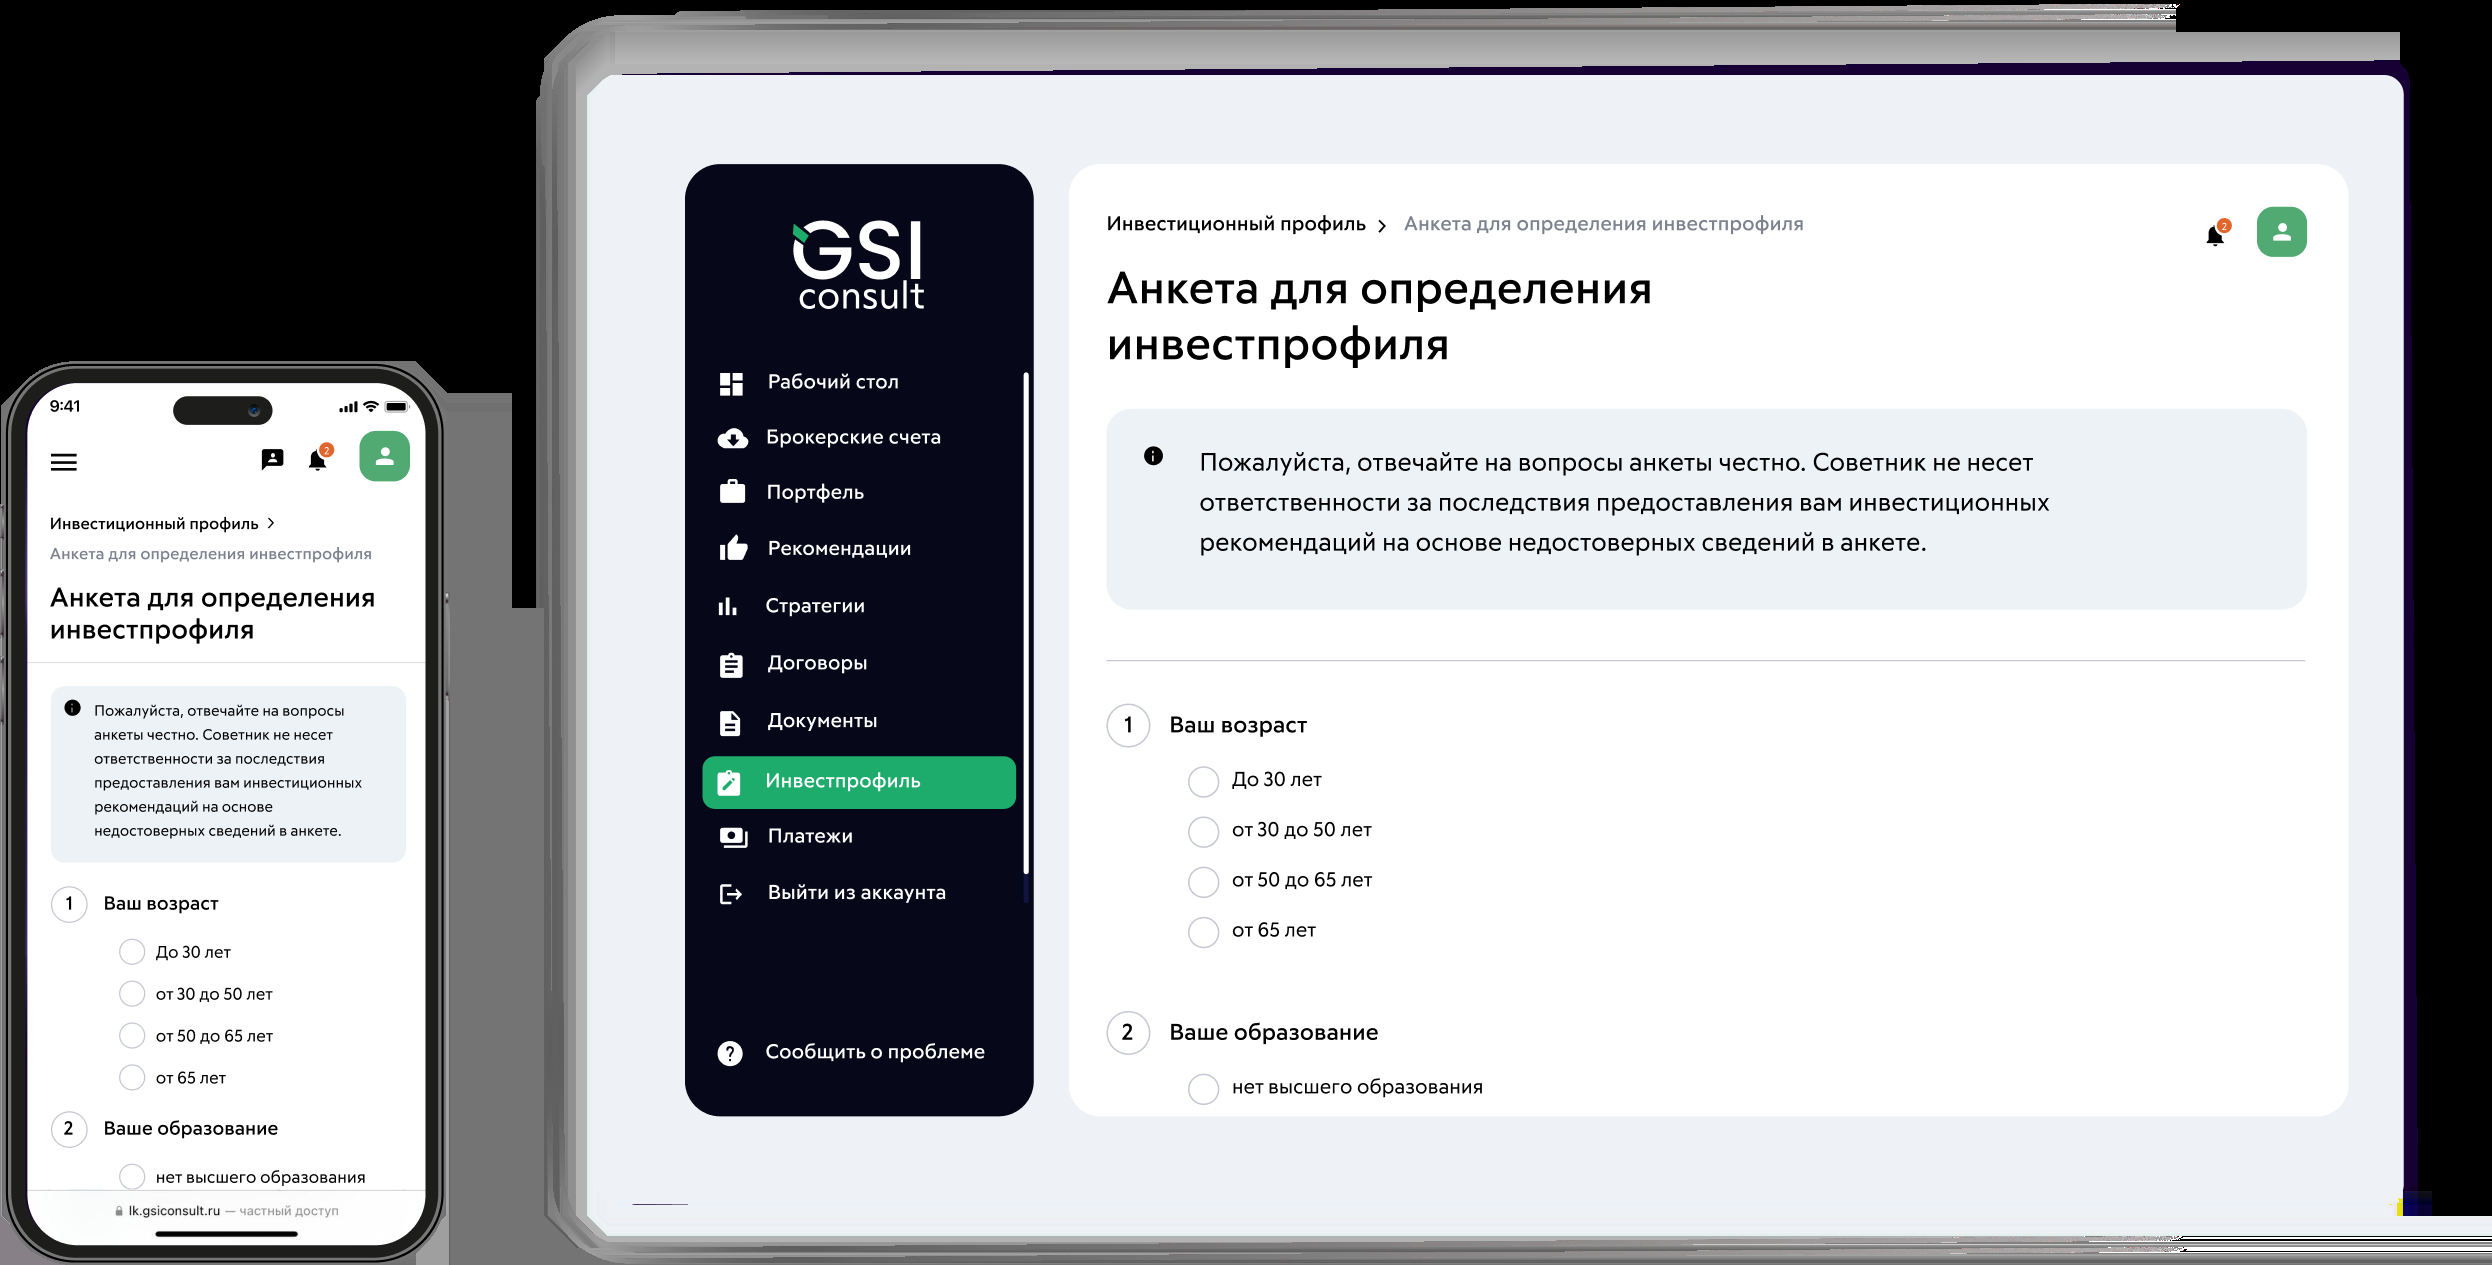 9:41
2
Инвестиционный профиль >
Анкета для определения инвестпрофиля
Анкета для определения
инвестпрофиля
Пожалуйста, отвечайте на вопросы
анкеты честно. Советник не несет
ответственности за последствия
предоставления вам инвестиционных
рекомендаций на основе
недостоверных сведений в анкете.
1 Ваш возраст
До 30 лет
от 30 до 50 лет
от 50 до 65 лет
от 65 лет
2 Ваше образование
нет высшего образования
lk.gsiconsult.ru — частный доступ
GSI
consult
Рабочий стол
Брокерские счета
Портфель
Рекомендации
Стратегии
Договоры
Документы
Инвестпрофиль
Платежи
Выйти из аккаунта
Сообщить о проблеме
Инвестиционный профиль > Анкета для определения инвестпрофиля
2
Анкета для определения
инвестпрофиля
Пожалуйста, отвечайте на вопросы анкеты честно. Советник не несет
ответственности за последствия предоставления вам инвестиционных
рекомендаций на основе недостоверных сведений в анкете.
1 Ваш возраст
До 30 лет
от 30 до 50 лет
от 50 до 65 лет
от 65 лет
2 Ваше образование
нет высшего образования